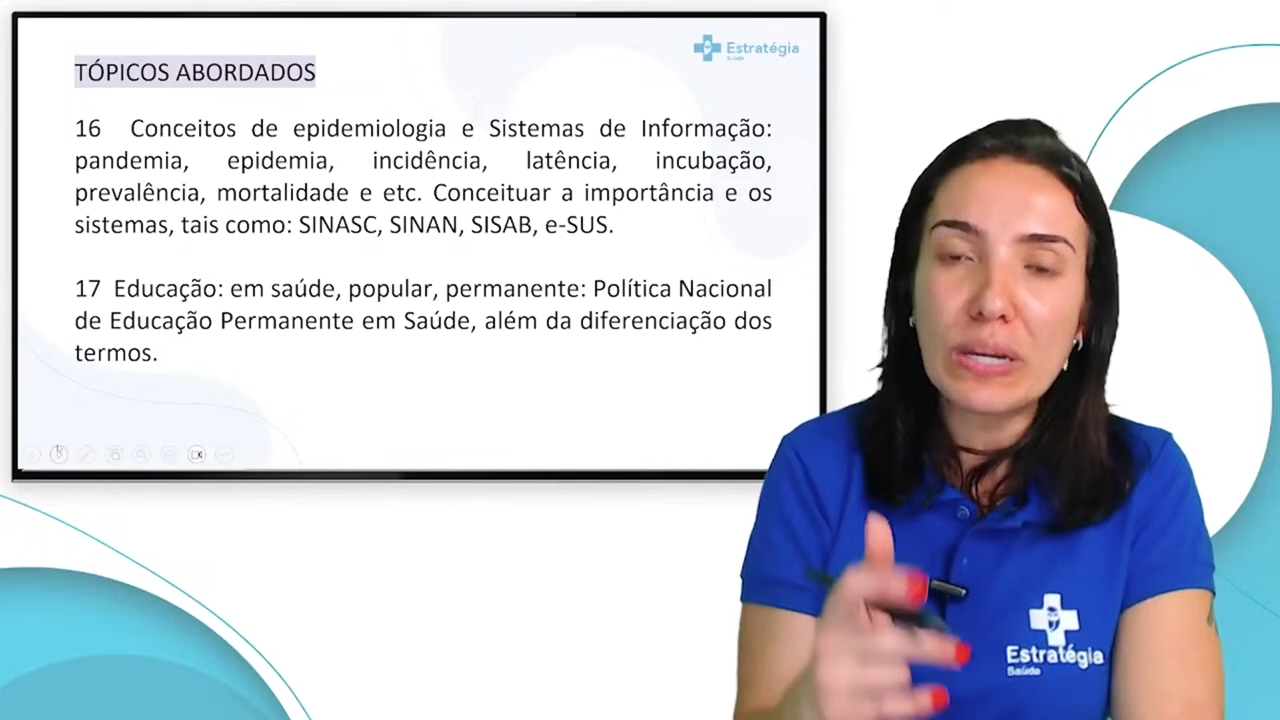 Estratégia
Saúde
TÓPICOS ABORDADOS
16 Conceitos de epidemiologia e Sistemas de Informação:
pandemia, epidemia, incidência, latência, incubação,
prevalência, mortalidade e etc. Conceituar a importância e os
sistemas, tais como: SINASC, SINAN, SISAB, e-SUS.
17 Educação: em saúde, popular, permanente: Política Nacional
de Educação Permanente em Saúde, além da diferenciação dos
termos.
Estratégia
Saúde